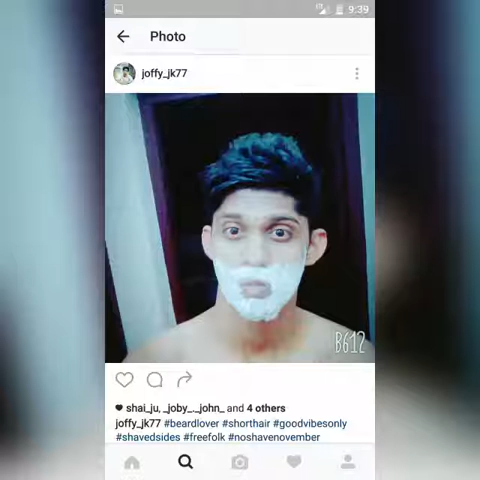 9:39
Photo
joffy_jk77
B612
shai_ju, _joby_._john_ and 4 others
joffy_jk77 #beardlover #shorthair #goodvibesonly
#shavedsides #freefolk #noshavenovember